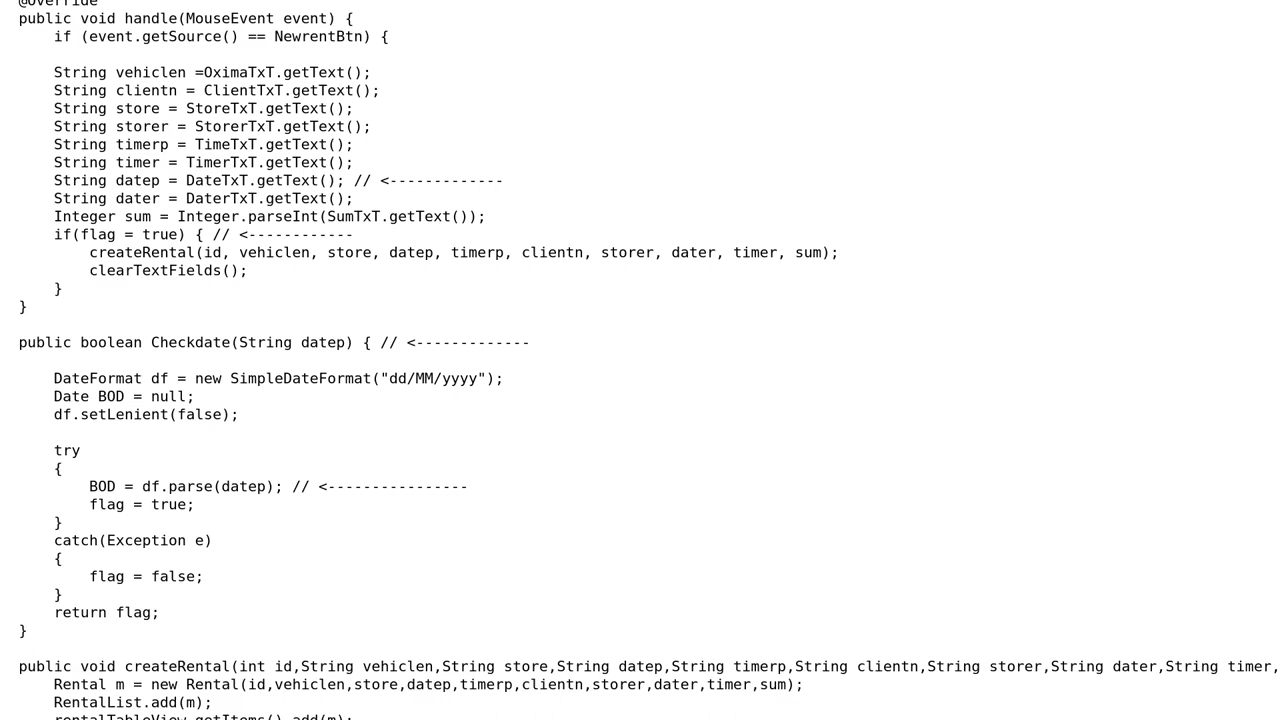 @Override
public void handle(MouseEvent event) {
    if (event.getSource() == NewrentBtn) {

    String vehiclen =OximaTxT.getText();
    String clientn = ClientTxT.getText();
    String store = StoreTxT.getText();
    String storer = StorerTxT.getText();
    String timerp = TimeTxT.getText();
    String timer = TimerTxT.getText();
    String datep = DateTxT.getText(); // <-------------
    String dater = DaterTxT.getText();
    Integer sum = Integer.parseInt(SumTxT.getText());
    if(flag = true) { // <------------
        createRental(id, vehiclen, store, datep, timerp, clientn, storer, dater, timer, sum);
        clearTextFields();
    }
}

public boolean Checkdate(String datep) { // <-------------

    DateFormat df = new SimpleDateFormat("dd/MM/yyyy");
    Date BOD = null;
    df.setLenient(false);

    try
    {
        BOD = df.parse(datep); // <----------------
        flag = true;
    }
    catch(Exception e)
    {
        flag = false;
    }
    return flag;
}

public void createRental(int id,String vehiclen,String store,String datep,String timerp,String clientn,String storer,String dater,String timer,
    Rental m = new Rental(id,vehiclen,store,datep,timerp,clientn,storer,dater,timer,sum);
    RentalList.add(m);
    rentalTableView.getItems().add(m);